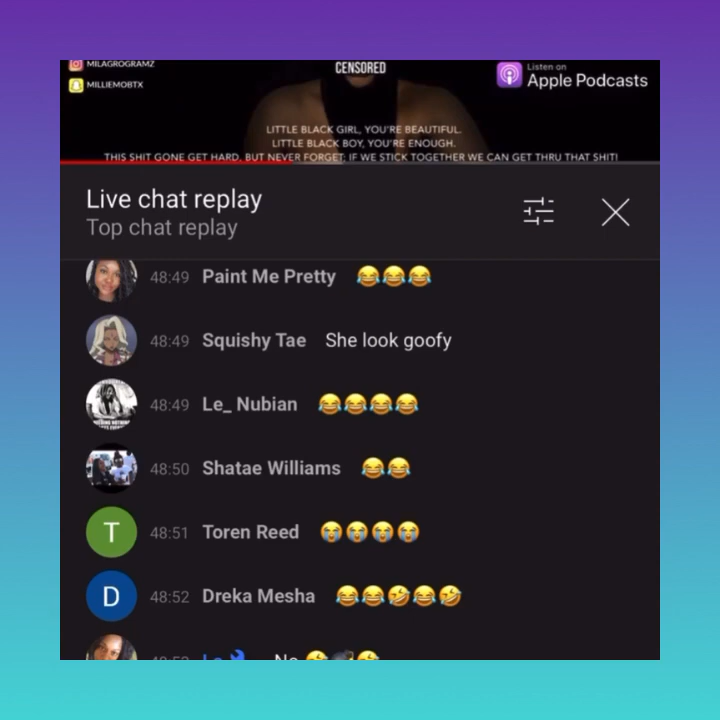 MILAGROGRAMZ
MILLIEMOBTX
CENSORED
Listen on
Apple Podcasts
LITTLE BLACK GIRL, YOU'RE BEAUTIFUL.
LITTLE BLACK BOY, YOU'RE ENOUGH.
THIS SHIT GONE GET HARD, BUT NEVER FORGET; IF WE STICK TOGETHER WE CAN GET THRU THAT SHIT!
Live chat replay
Top chat replay
48:49 Paint Me Pretty 😂😂😂
48:49 Squishy Tae She look goofy
48:49 Le_ Nubian 😂😂😂😂
48:50 Shatae Williams 😂😂
T 48:51 Toren Reed 😭😭😭😭
D 48:52 Dreka Mesha 😂😂🤣😂🤣